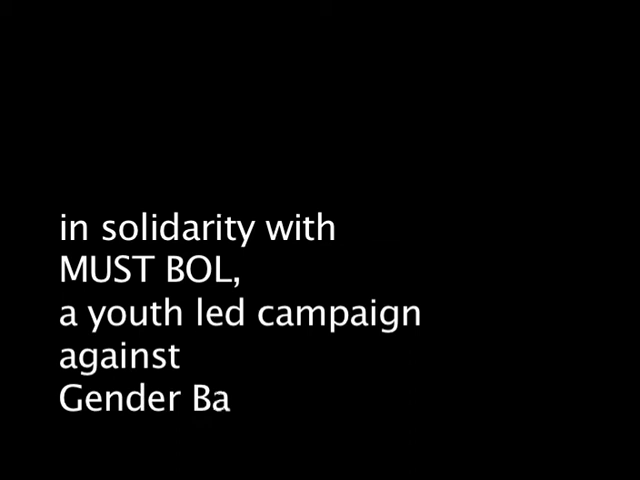 in solidarity with
MUST BOL,
a youth led campaign
against
Gender Ba